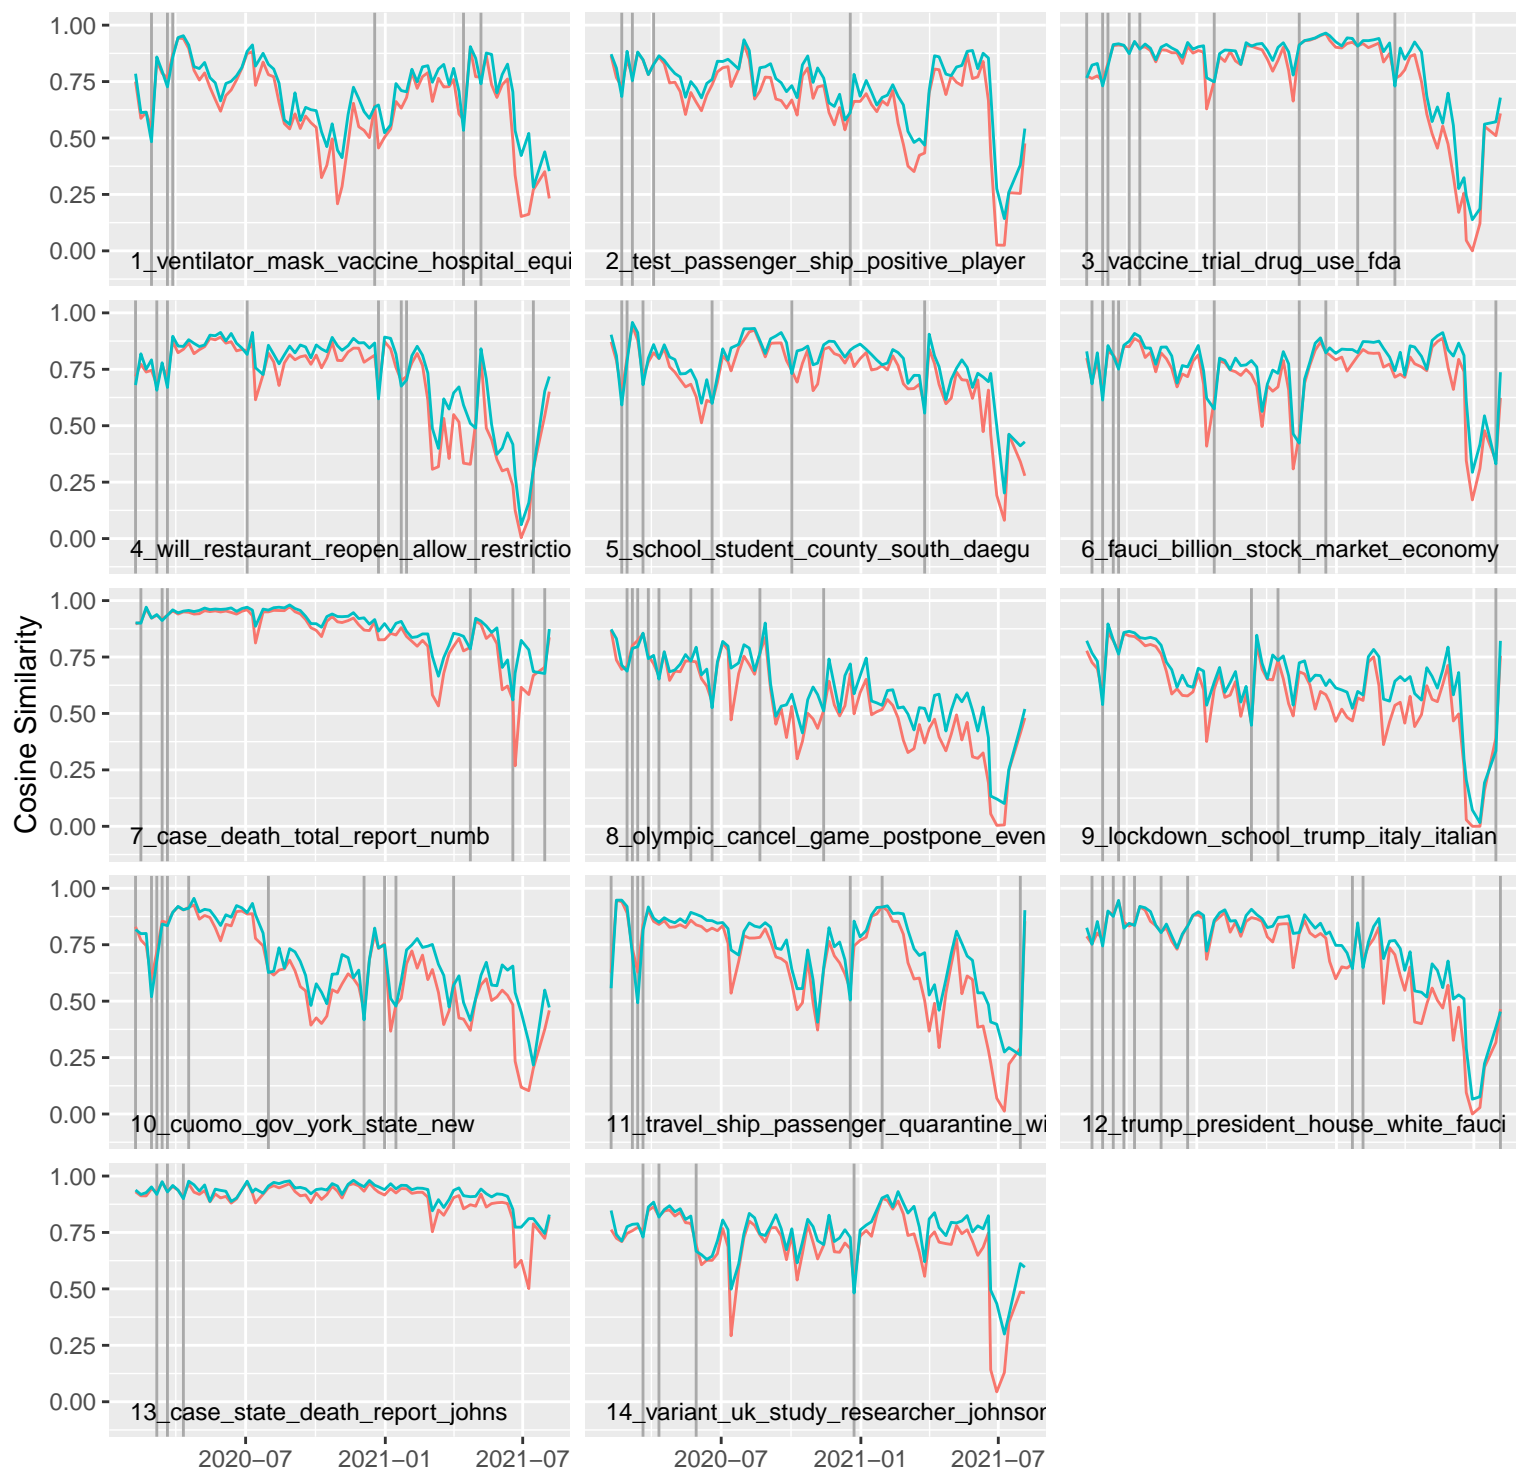 1.00
0.75
0.50
0.25
0.00
1_ventilator_mask_vaccine_hospital_equi
2_test_passenger_ship_positive_player
3_vaccine_trial_drug_use_fda
1.00
0.75
0.50
0.25
0.00
4_will_restaurant_reopen_allow_restrictio
5_school_student_county_south_daegu
6_fauci_billion_stock_market_economy
Cosine Similarity
1.00
0.75
0.50
0.25
0.00
7_case_death_total_report_numb
8_olympic_cancel_game_postpone_even
9_lockdown_school_trump_italy_italian
1.00
0.75
0.50
0.25
0.00
10_cuomo_gov_york_state_new
11_travel_ship_passenger_quarantine_wi
12_trump_president_house_white_fauci
1.00
0.75
0.50
0.25
0.00
13_case_state_death_report_johns
14_variant_uk_study_researcher_johnson
2020−07 2021−01 2021−07 2020−07 2021−01 2021−07